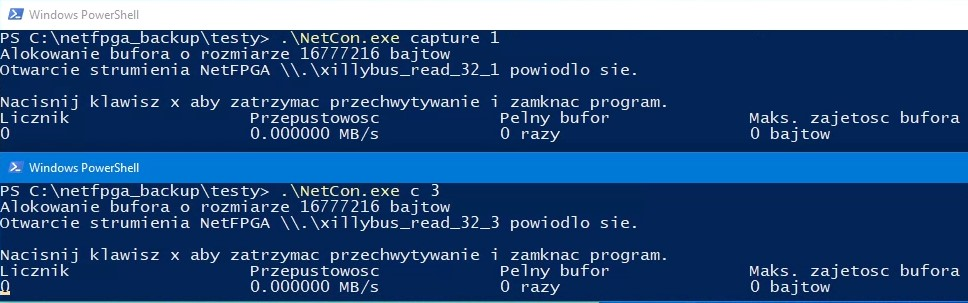 Windows PowerShell
PS C:\netfpga_backup\testy> .\NetCon.exe capture 1
Alokowanie bufora o rozmiarze 16777216 bajtow
Otwarcie strumienia NetFPGA \\.\xillybus_read_32_1 powiodlo sie.
Nacisnij klawisz x aby zatrzymac przechwytywanie i zamknac program.
Licznik Przepustowosc Pelny bufor Maks. zajetosc bufora
0 0.000000 MB/s 0 razy 0 bajtow
Windows PowerShell
PS C:\netfpga_backup\testy> .\NetCon.exe c 3
Alokowanie bufora o rozmiarze 16777216 bajtow
Otwarcie strumienia NetFPGA \\.\xillybus_read_32_3 powiodlo sie.
Nacisnij klawisz x aby zatrzymac przechwytywanie i zamknac program.
Licznik Przepustowosc Pelny bufor Maks. zajetosc bufora
0 0.000000 MB/s 0 razy 0 bajtow